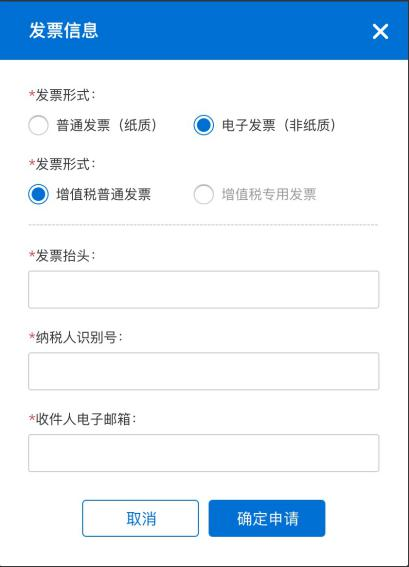 发票信息
*发票形式：
普通发票（纸质） 电子发票（非纸质）
*发票形式：
增值税普通发票 增值税专用发票
*发票抬头：
*纳税人识别号：
*收件人电子邮箱：
取消 确定申请